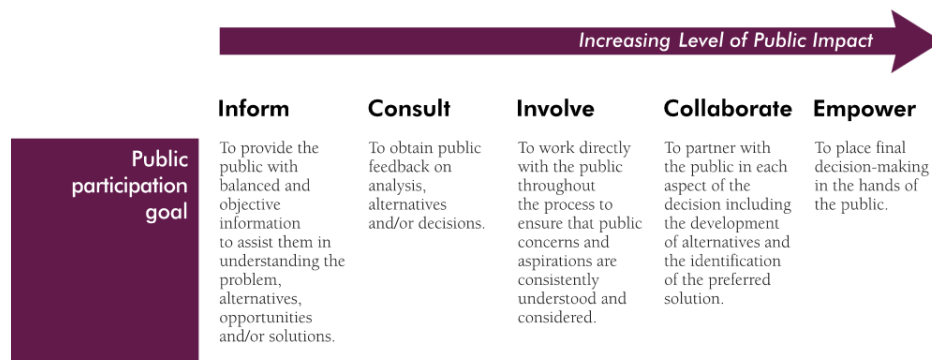 Increasing Level of Public Impact
Inform
Consult
Involve
Collaborate
Empower
Public
participation
goal
To provide the
public with
balanced and
objective
information
to assist them in
understanding the
problem,
alternatives,
opportunities
and/or solutions.
To obtain public
feedback on
analysis,
alternatives
and/or decisions.
To work directly
with the public
throughout
the process to
ensure that public
concerns and
aspirations are
consistently
understood and
considered.
To partner with
the public in each
aspect of the
decision including
the development
of alternatives and
the identification
of the preferred
solution.
To place final
decision-making
in the hands of
the public.